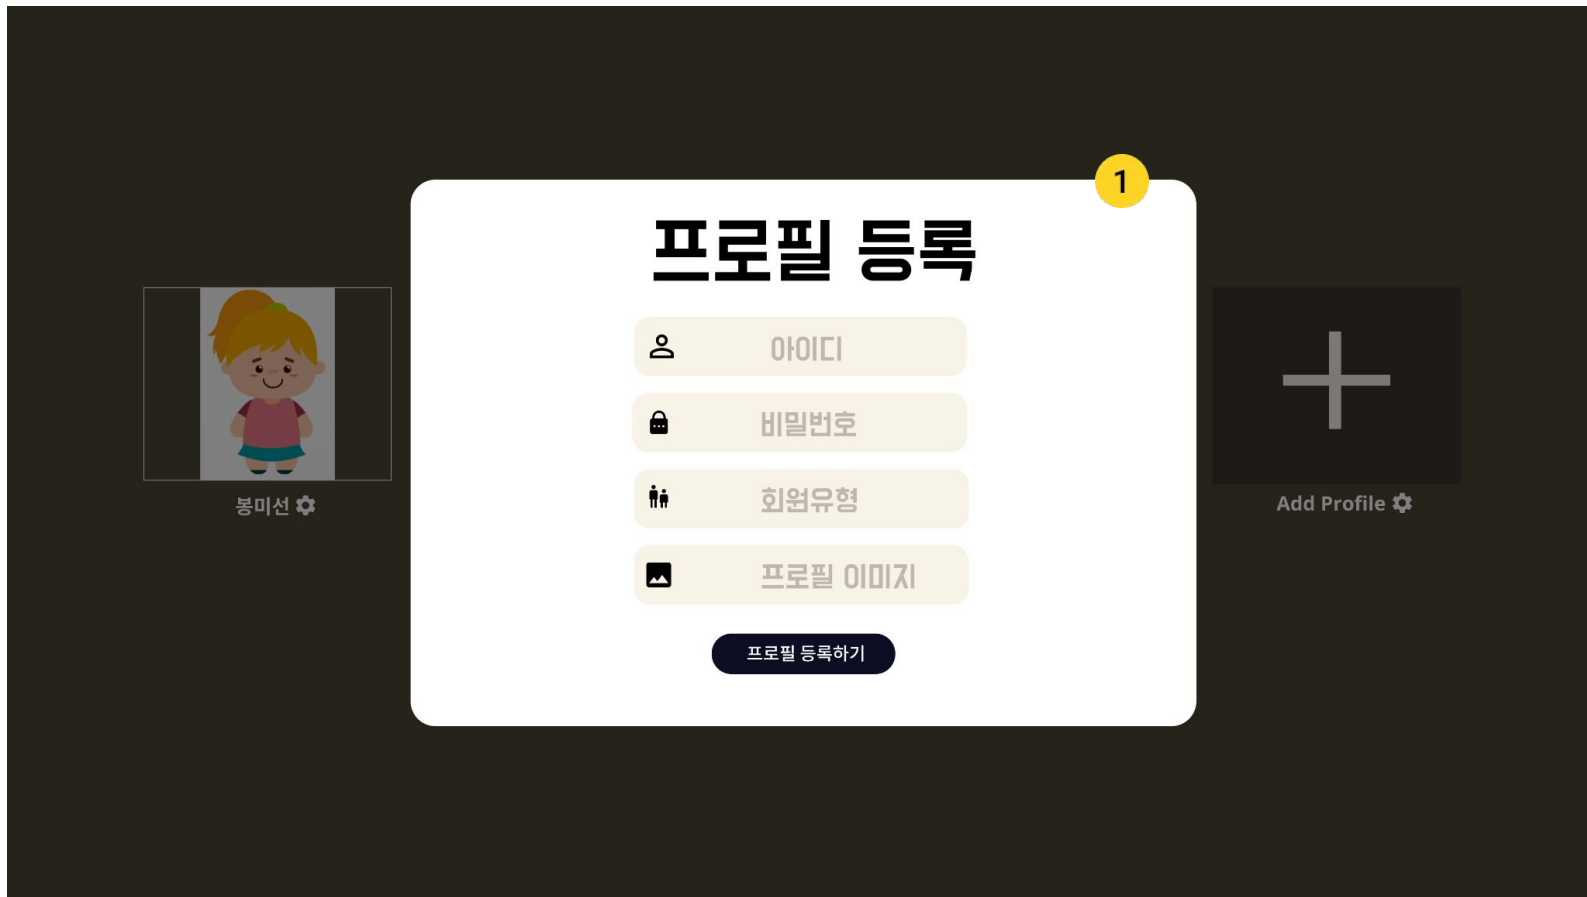 1
프로필 등록
아이디
비밀번호
회원유형
프로필 이미지
프로필 등록하기
봉미선
Add Profile